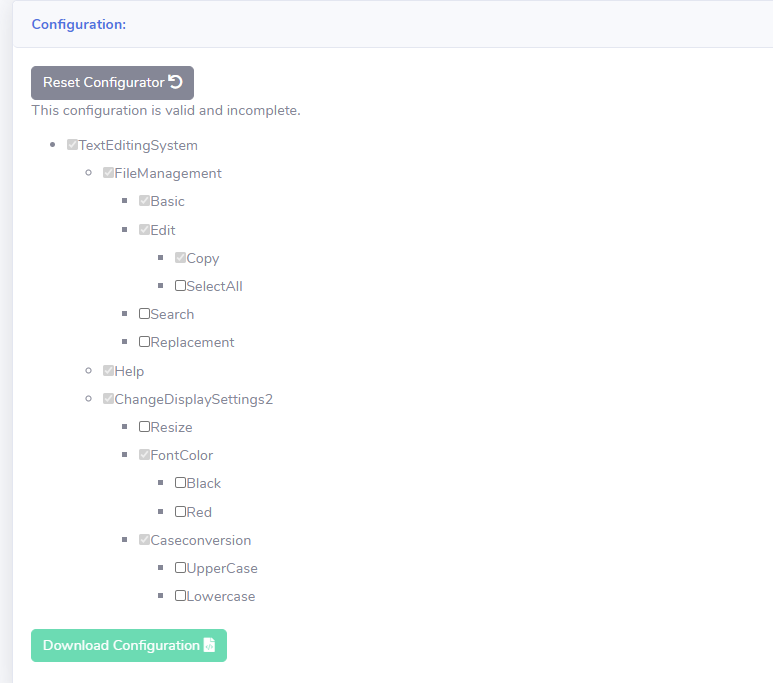 Configuration:
Reset Configurator
This configuration is valid and incomplete.
TextEditingSystem
FileManagement
Basic
Edit
Copy
SelectAll
Search
Replacement
Help
ChangeDisplaySettings2
Resize
FontColor
Black
Red
Caseconversion
UpperCase
Lowercase
Download Configuration